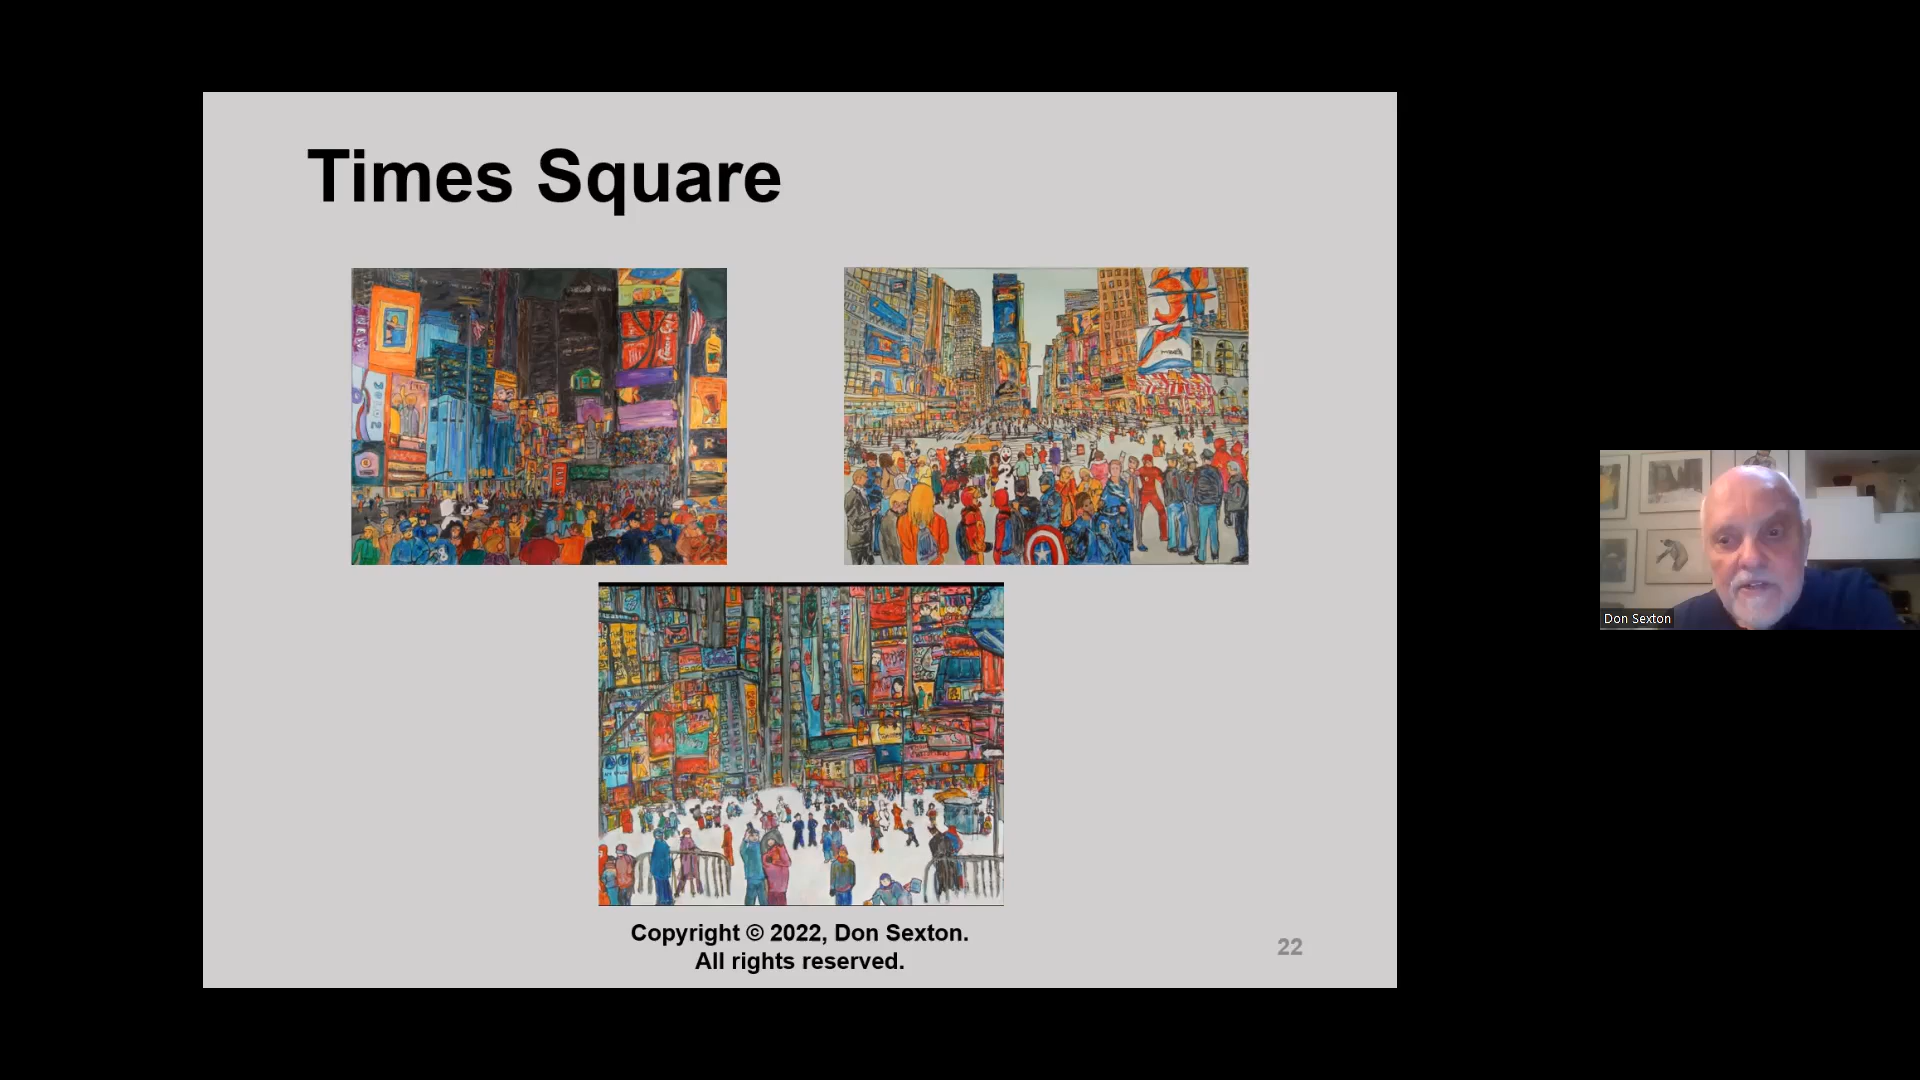 Times Square
Copyright © 2022, Don Sexton.
All rights reserved.
22
Don Sexton